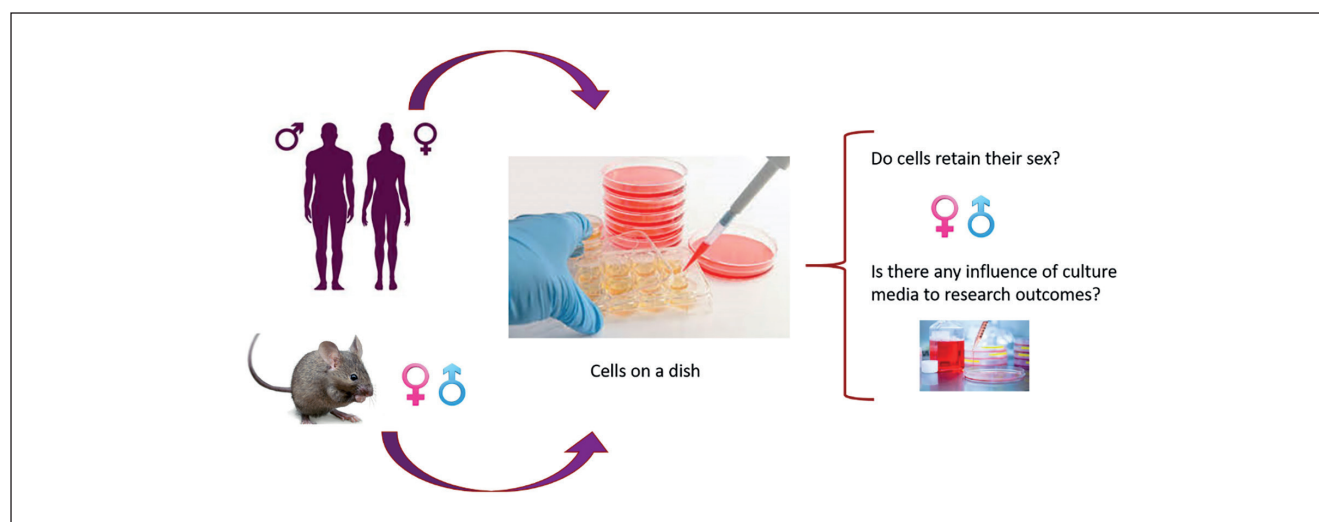 Do cells retain their sex?
Is there any influence of culture
media to research outcomes?
Cells on a dish